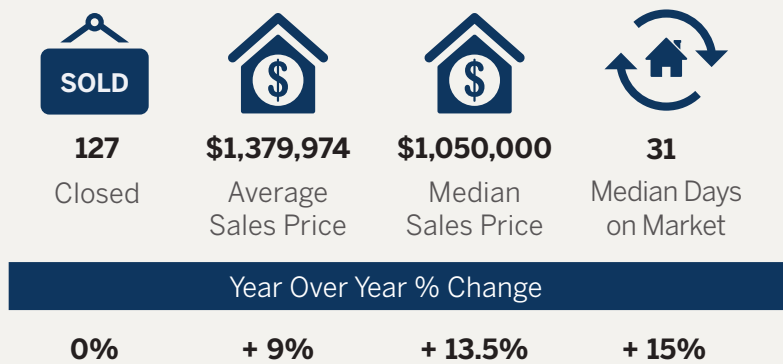 SOLD
$
$
127
$1,379,974
$1,050,000
31
Closed
Average
Sales Price
Median
Sales Price
Median Days
on Market
Year Over Year % Change
0%
+ 9%
+ 13.5%
+ 15%